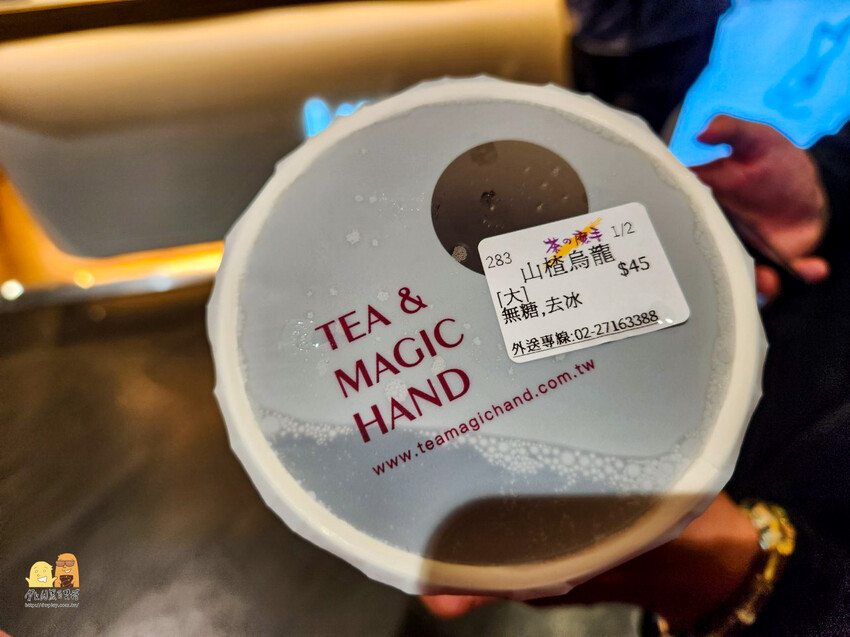 283 茶の魔手 1/2
山楂烏龍 $45
[大]
無糖,去冰
外送專線:02-27163388
TEA &
MAGIC
HAND
www.teamagichand.com.tw